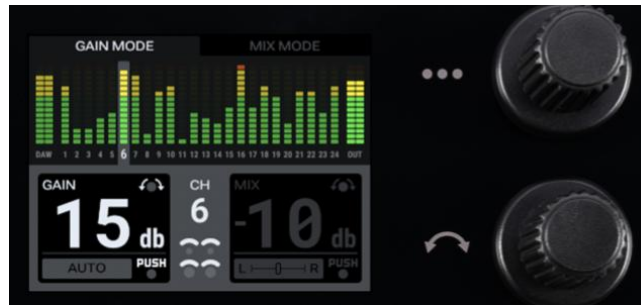 GAIN MODE MIX MODE
DAW 1 2 3 4 5 6 7 8 9 10 11 12 13 14 15 16 17 18 19 20 21 22 23 24 OUT
GAIN CH MIX
15 db 6 -10 db
AUTO PUSH L R PUSH